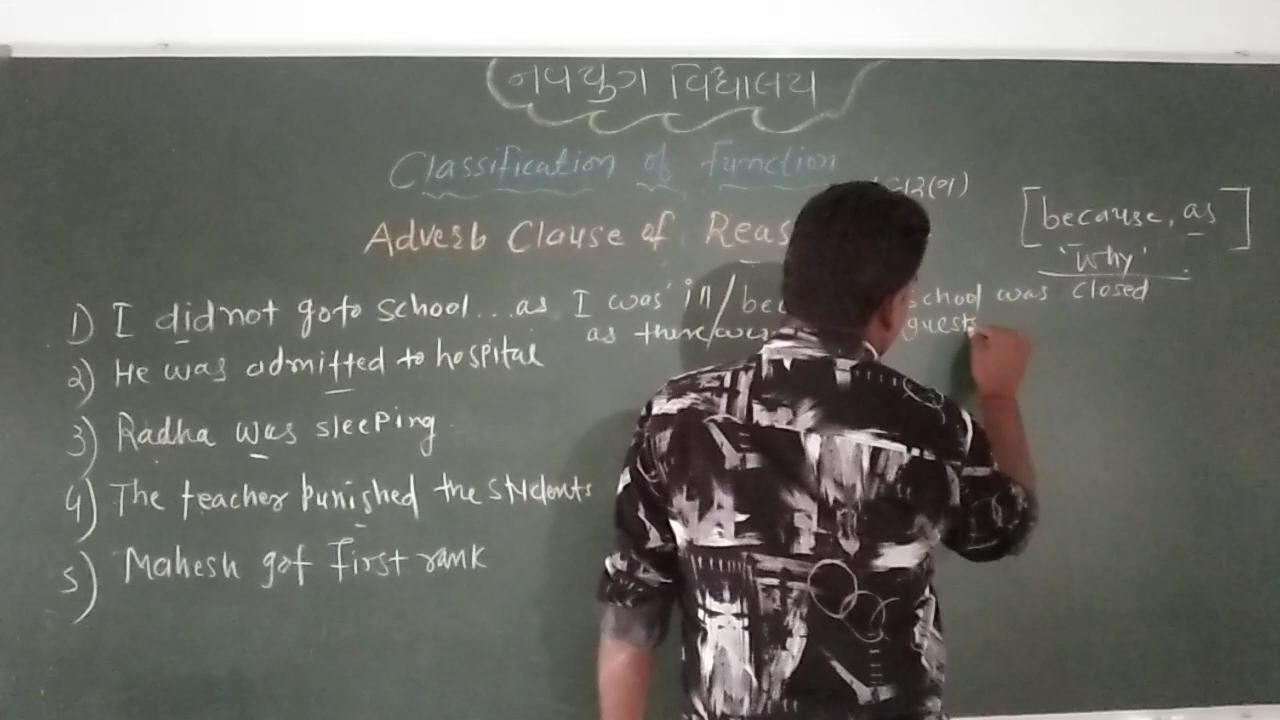 નવયુગ વિદ્યાલય
Classification of function
Adverb Clause of Reas
[because, as]
'Why'
1) I did not go to school... as I was ill / bec school was closed
as there were guests
2) He was admitted to hospital
3) Radha was sleeping
4) The teacher punished the students
5) Mahesh got first rank